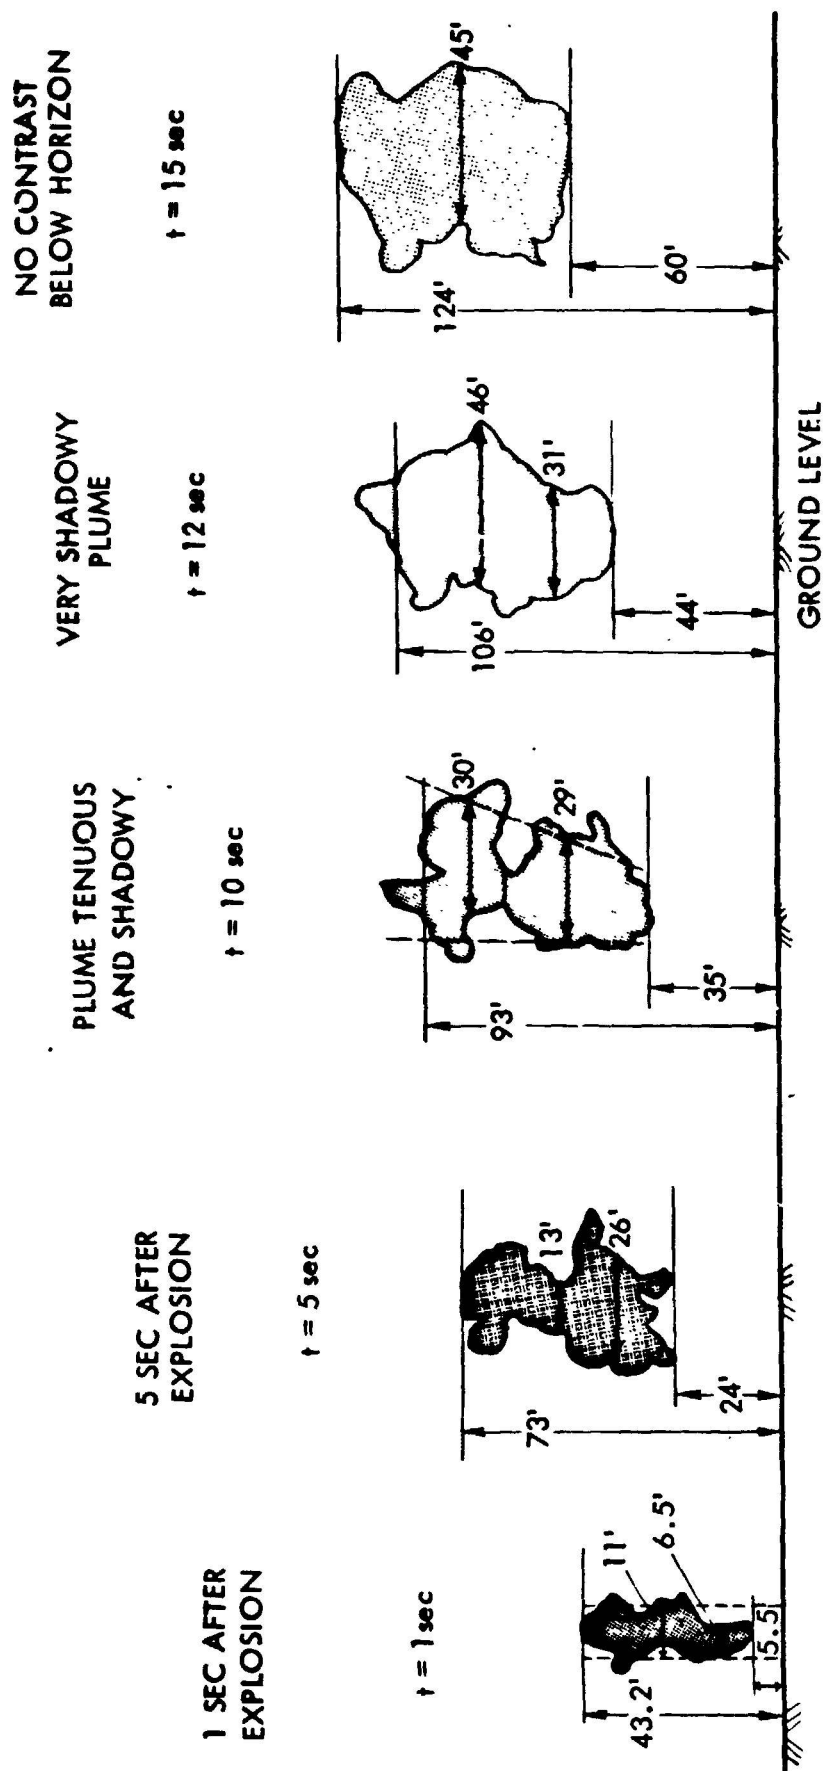 1 SEC AFTER
EXPLOSION
t = 1 sec
43.2'
11'
6.5'
5.5'
5 SEC AFTER
EXPLOSION
t = 5 sec
73'
13'
26'
24'
PLUME TENUOUS
AND SHADOWY
t = 10 sec
93'
30'
29'
35'
VERY SHADOWY
PLUME
t = 12 sec
106'
46'
31'
44'
NO CONTRAST
BELOW HORIZON
t = 15 sec
124'
45'
60'
GROUND LEVEL